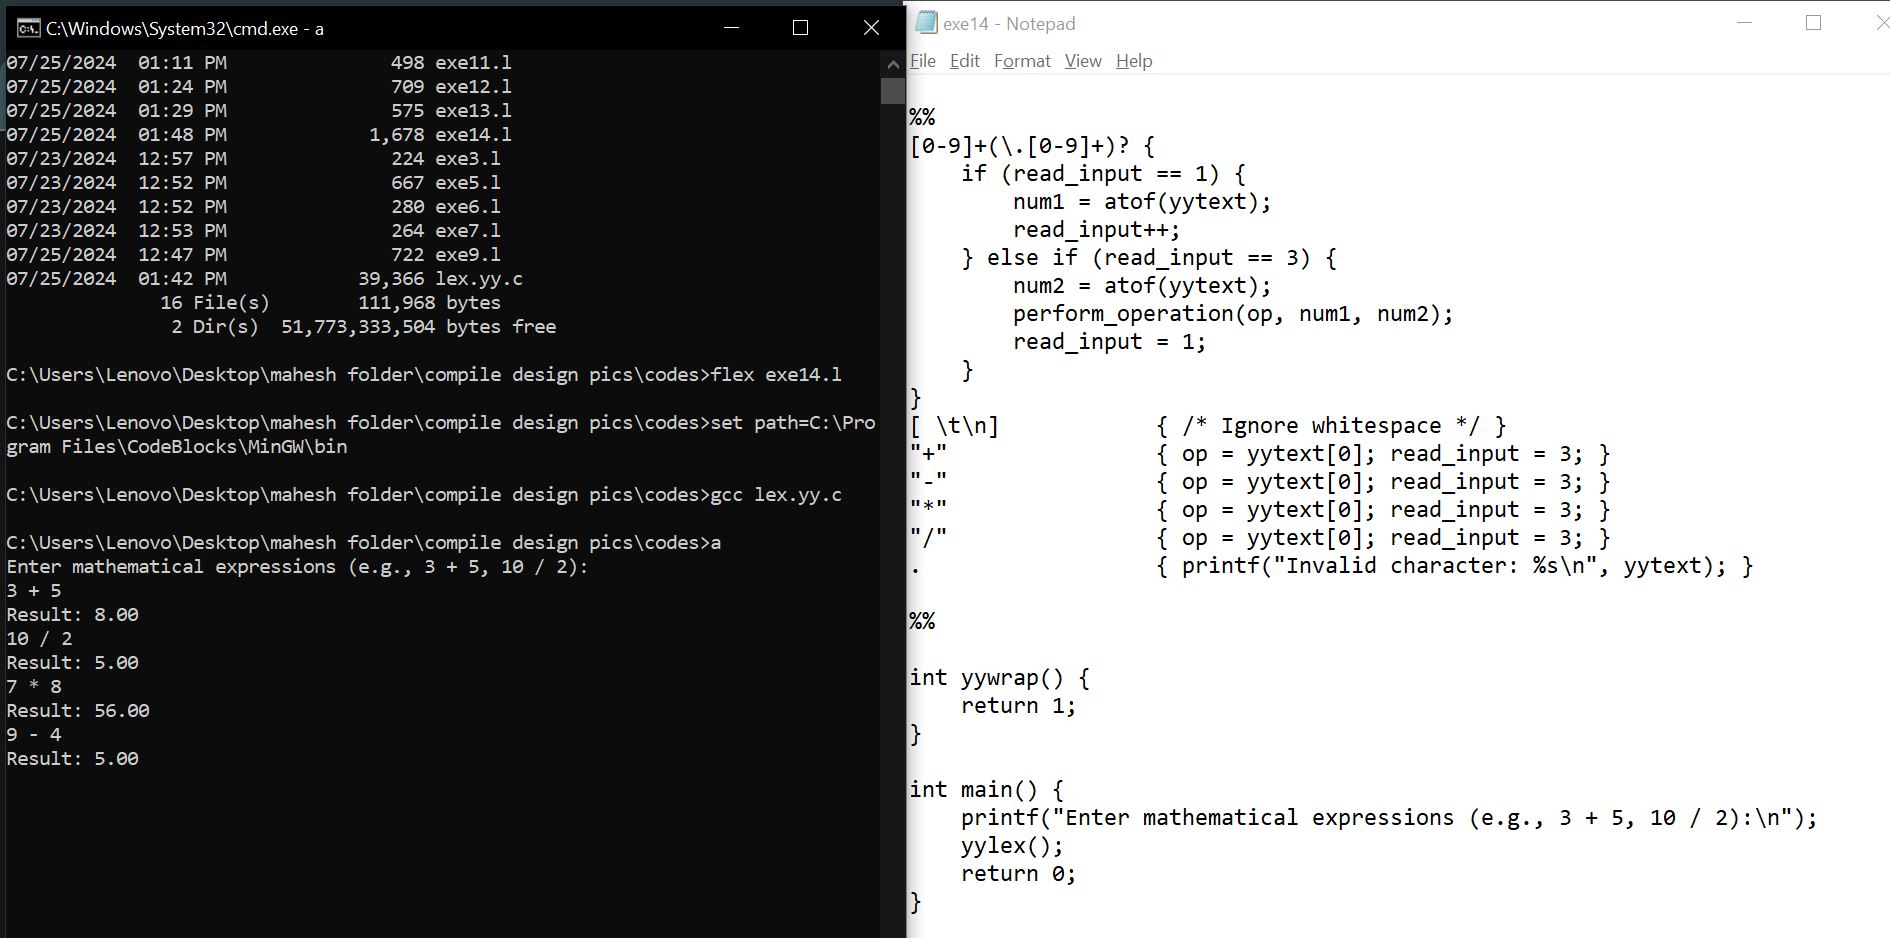 C:\Windows\System32\cmd.exe - a
07/25/2024  01:11 PM               498 exe11.l
07/25/2024  01:24 PM               709 exe12.l
07/25/2024  01:29 PM               575 exe13.l
07/25/2024  01:48 PM             1,678 exe14.l
07/23/2024  12:57 PM               224 exe3.l
07/23/2024  12:52 PM               667 exe5.l
07/23/2024  12:52 PM               280 exe6.l
07/23/2024  12:53 PM               264 exe7.l
07/25/2024  12:47 PM               722 exe9.l
07/25/2024  01:42 PM            39,366 lex.yy.c
              16 File(s)        111,968 bytes
               2 Dir(s)  51,773,333,504 bytes free
C:\Users\Lenovo\Desktop\mahesh folder\compile design pics\codes>flex exe14.l
C:\Users\Lenovo\Desktop\mahesh folder\compile design pics\codes>set path=C:\Pro
gram Files\CodeBlocks\MinGW\bin
C:\Users\Lenovo\Desktop\mahesh folder\compile design pics\codes>gcc lex.yy.c
C:\Users\Lenovo\Desktop\mahesh folder\compile design pics\codes>a
Enter mathematical expressions (e.g., 3 + 5, 10 / 2):
3 + 5
Result: 8.00
10 / 2
Result: 5.00
7 * 8
Result: 56.00
9 - 4
Result: 5.00
exe14 - Notepad
File Edit Format View Help
%%
[0-9]+(\.[0-9]+)? {
    if (read_input == 1) {
        num1 = atof(yytext);
        read_input++;
    } else if (read_input == 3) {
        num2 = atof(yytext);
        perform_operation(op, num1, num2);
        read_input = 1;
    }
}
[ \t\n]            { /* Ignore whitespace */ }
"+"                { op = yytext[0]; read_input = 3; }
"-"                { op = yytext[0]; read_input = 3; }
"*"                { op = yytext[0]; read_input = 3; }
"/"                { op = yytext[0]; read_input = 3; }
.                  { printf("Invalid character: %s\n", yytext); }
%%
int yywrap() {
    return 1;
}
int main() {
    printf("Enter mathematical expressions (e.g., 3 + 5, 10 / 2):\n");
    yylex();
    return 0;
}